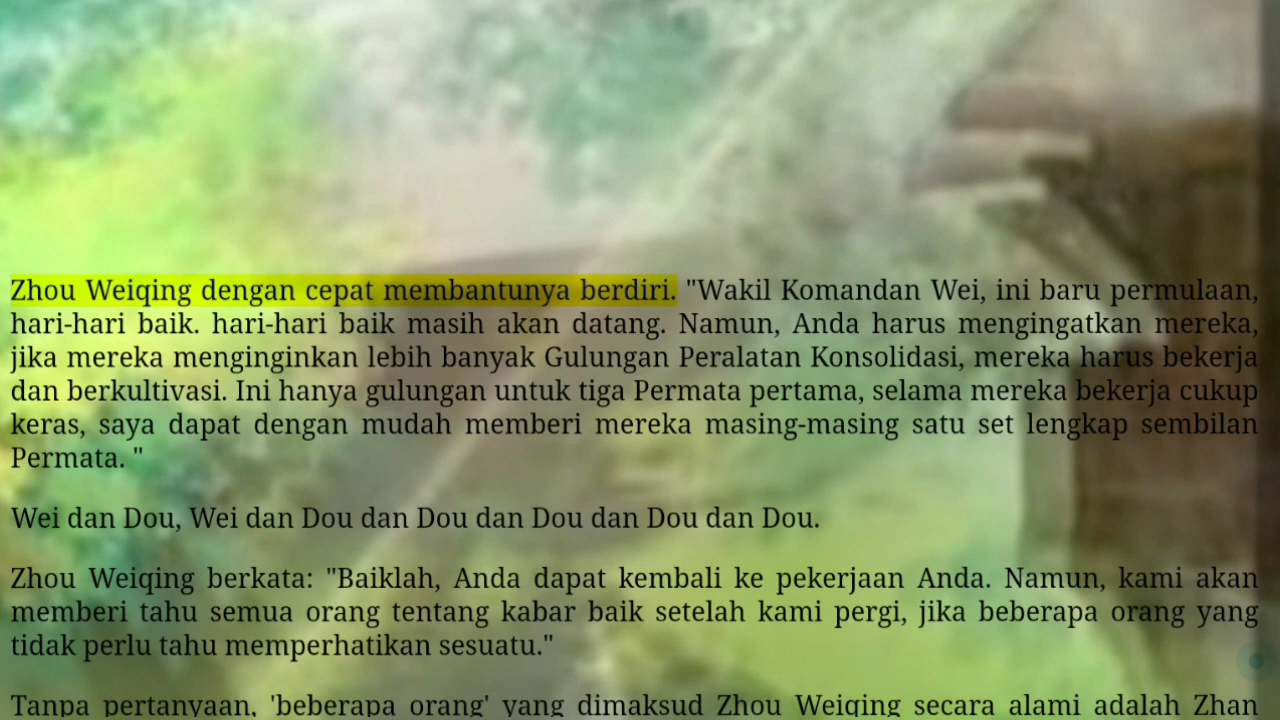 Zhou Weiqing dengan cepat membantunya berdiri. "Wakil Komandan Wei, ini baru permulaan,
hari-hari baik. hari-hari baik masih akan datang. Namun, Anda harus mengingatkan mereka,
jika mereka menginginkan lebih banyak Gulungan Peralatan Konsolidasi, mereka harus bekerja
dan berkultivasi. Ini hanya gulungan untuk tiga Permata pertama, selama mereka bekerja cukup
keras, saya dapat dengan mudah memberi mereka masing-masing satu set lengkap sembilan
Permata. "
Wei dan Dou, Wei dan Dou dan Dou dan Dou dan Dou dan Dou.
Zhou Weiqing berkata: "Baiklah, Anda dapat kembali ke pekerjaan Anda. Namun, kami akan
memberi tahu semua orang tentang kabar baik setelah kami pergi, jika beberapa orang yang
tidak perlu tahu memperhatikan sesuatu."
Tanpa pertanyaan, 'beberapa orang' yang dimaksud Zhou Weiqing secara alami adalah Zhan